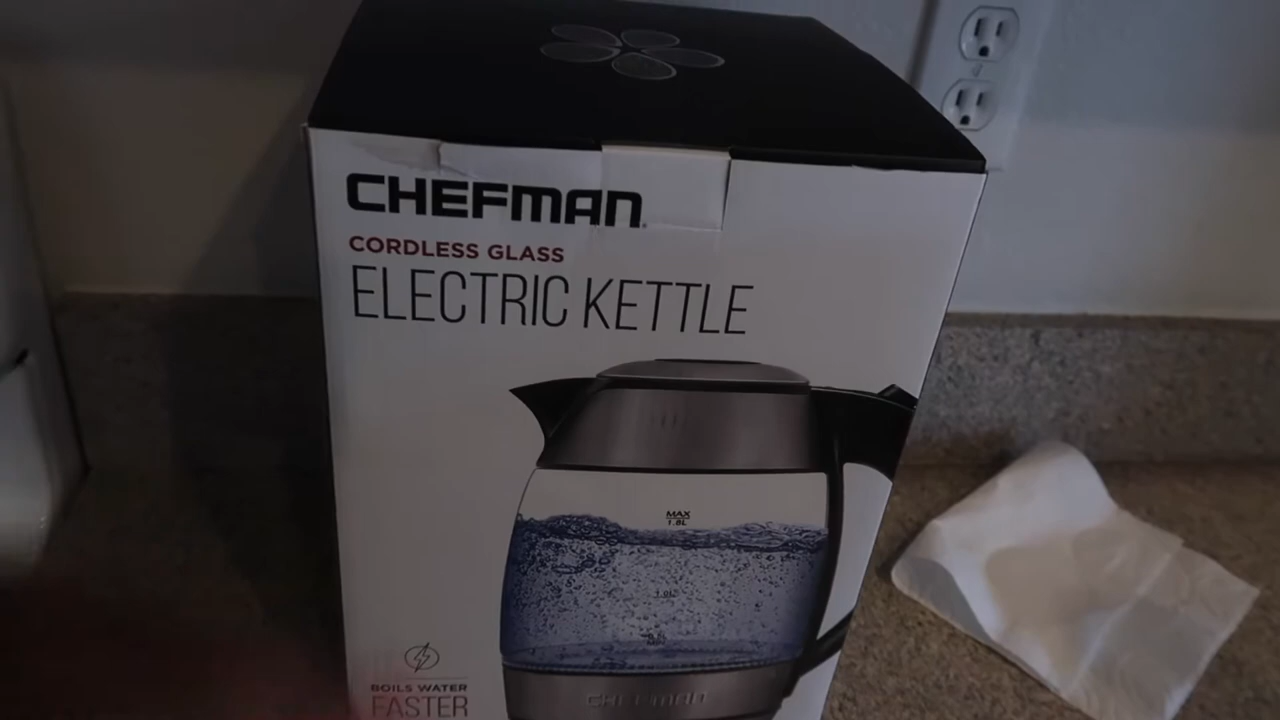 CHEFMAN
CORDLESS GLASS
ELECTRIC KETTLE
MAX
1.8L
1.0L
BOILS WATER
FASTER
CHEFMAN